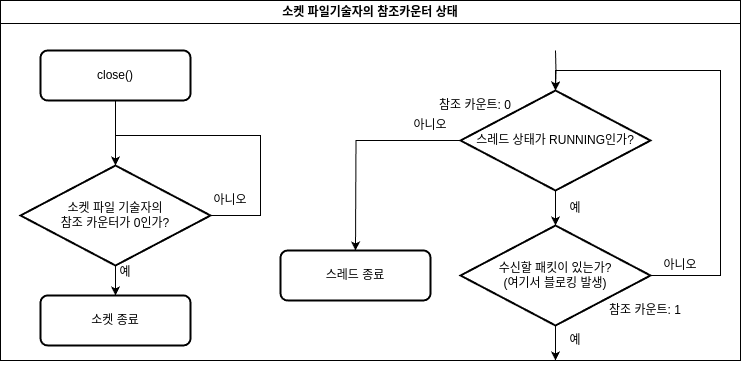 소켓 파일기술자의 참조카운터 상태
close()
소켓 파일 기술자의
참조 카운터가 0인가?
아니오
예
소켓 종료
참조 카운트: 0
아니오
스레드 상태가 RUNNING인가?
예
스레드 종료
수신할 패킷이 있는가?
(여기서 블로킹 발생)
아니오
참조 카운트: 1
예